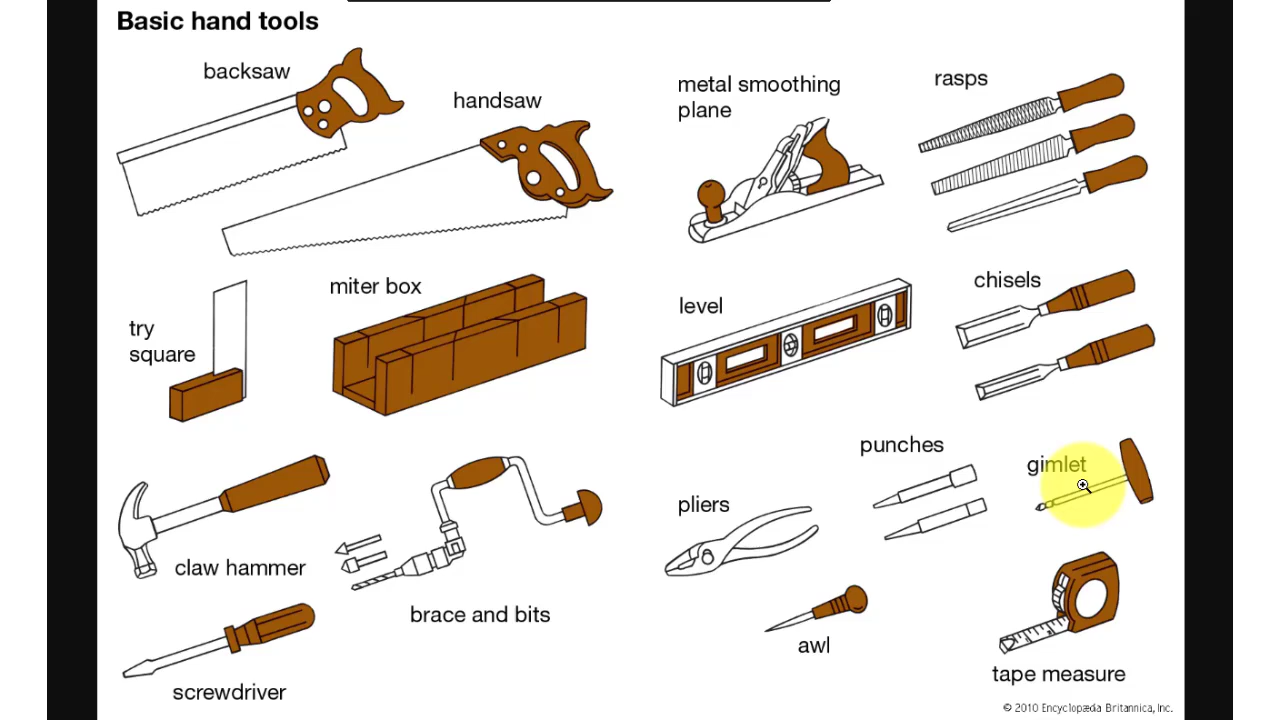 Basic hand tools
backsaw
handsaw
metal smoothing
plane
rasps
try
square
miter box
level
chisels
claw hammer
brace and bits
pliers
punches
gimlet
screwdriver
awl
tape measure
© 2010 Encyclopædia Britannica, Inc.